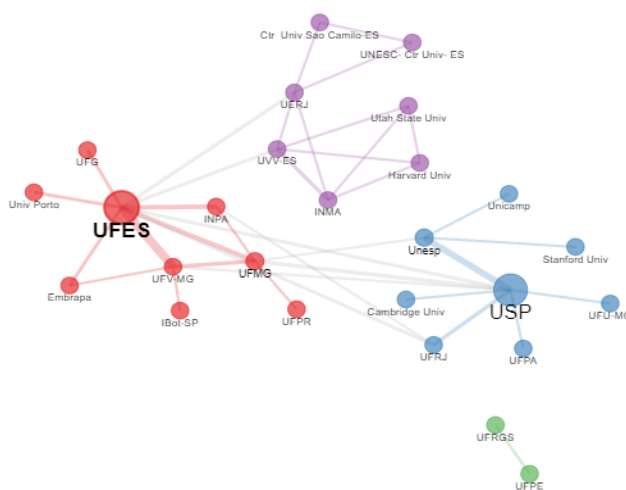 Ctr Univ Sao Camilo-ES
UNESC- Ctr Univ- ES
UERJ
Utah State Univ
UFG
UVV-ES
Harvard Univ
Univ Porto
INMA
Unicamp
UFES
INPA
Unesp
Stanford Univ
UFMG
UFV-MG
Embrapa
Cambridge Univ
USP
UFU-MG
IBot-SP
UFPR
UFRJ
UFPA
UFRGS
UFPE